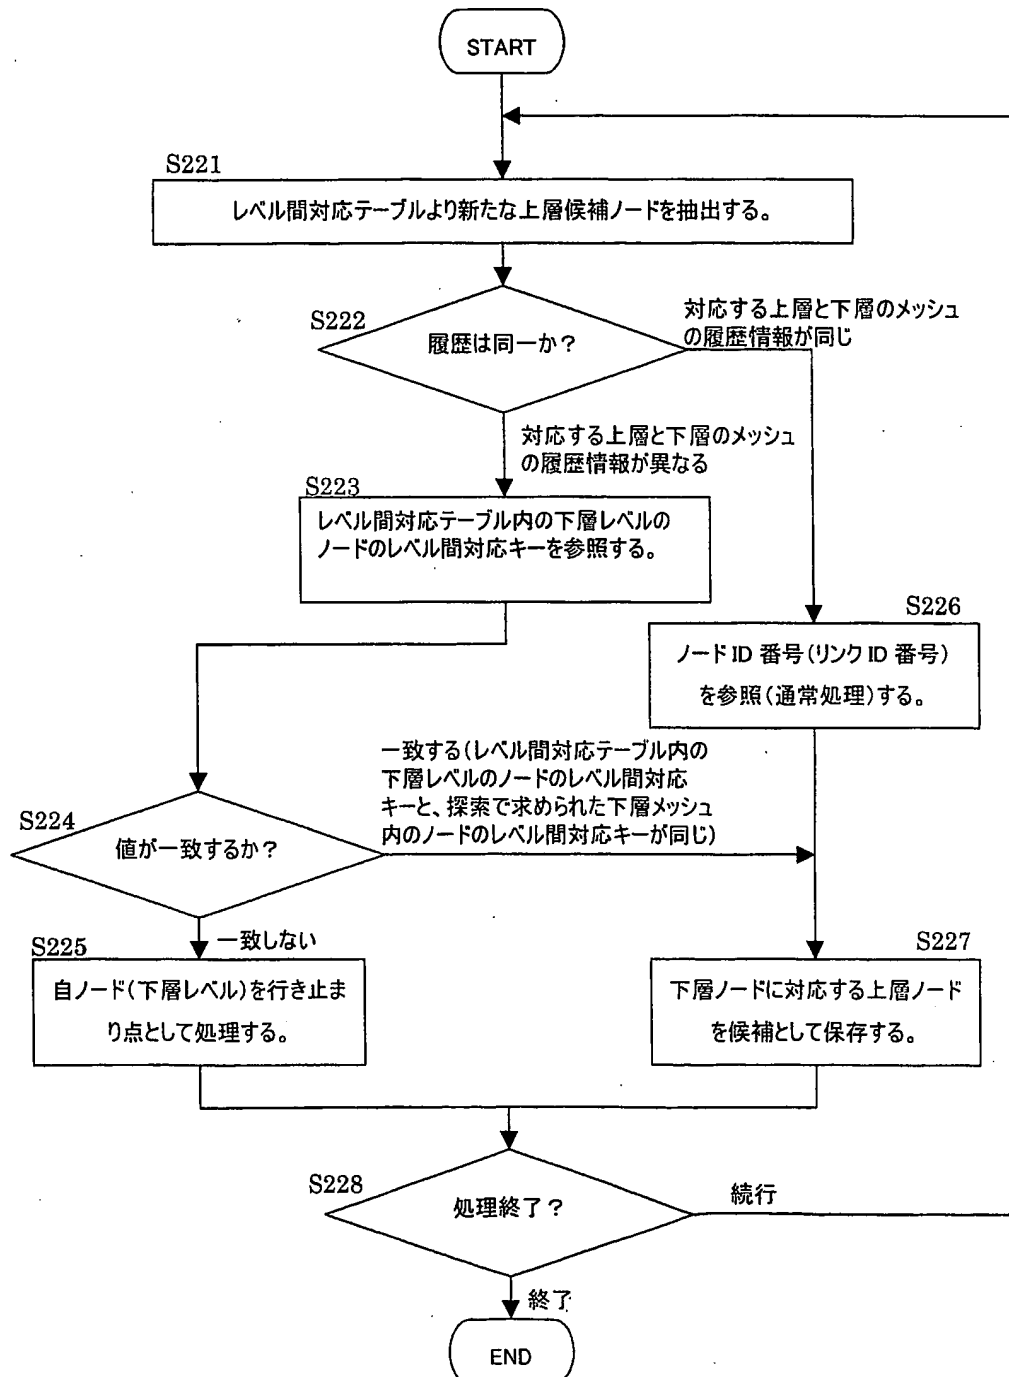 START
S221
レベル間対応テーブルより新たな上層候補ノードを抽出する。
S222
履歴は同一か？
対応する上層と下層のメッシュ
の履歴情報が同じ
対応する上層と下層のメッシュ
の履歴情報が異なる
S223
レベル間対応テーブル内の下層レベルの
ノードのレベル間対応キーを参照する。
S226
ノード ID 番号(リンク ID 番号)
を参照(通常処理)する。
一致する(レベル間対応テーブル内の
下層レベルのノードのレベル間対応
キーと、探索で求められた下層メッシュ
内のノードのレベル間対応キーが同じ)
S224
値が一致するか？
一致しない
S225
自ノード(下層レベル)を行き止ま
り点として処理する。
S227
下層ノードに対応する上層ノード
を候補として保存する。
S228
処理終了？
続行
終了
END